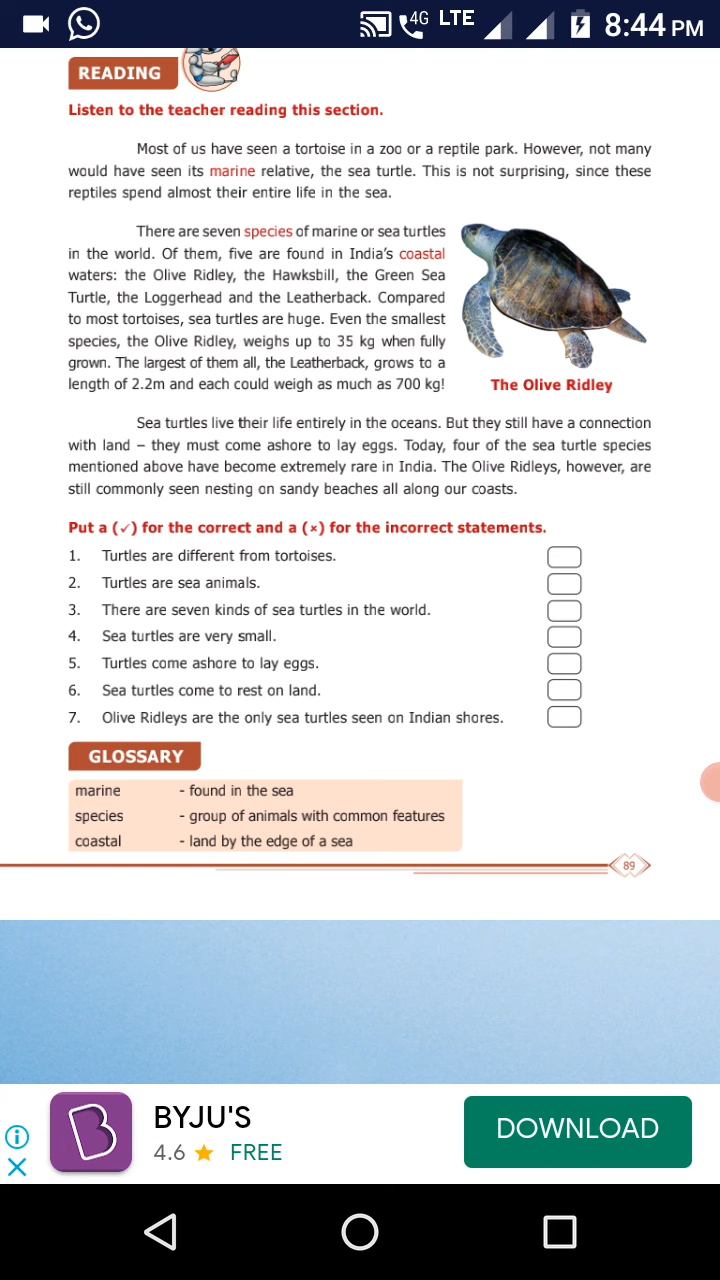 4G LTE 8:44 PM
READING
Listen to the teacher reading this section.
Most of us have seen a tortoise in a zoo or a reptile park. However, not many
would have seen its marine relative, the sea turtle. This is not surprising, since these
reptiles spend almost their entire life in the sea.
There are seven species of marine or sea turtles
in the world. Of them, five are found in India's coastal
waters: the Olive Ridley, the Hawksbill, the Green Sea
Turtle, the Loggerhead and the Leatherback. Compared
to most tortoises, sea turtles are huge. Even the smallest
species, the Olive Ridley, weighs up to 35 kg when fully
grown. The largest of them all, the Leatherback, grows to a
length of 2.2m and each could weigh as much as 700 kg!
The Olive Ridley
Sea turtles live their life entirely in the oceans. But they still have a connection
with land – they must come ashore to lay eggs. Today, four of the sea turtle species
mentioned above have become extremely rare in India. The Olive Ridleys, however, are
still commonly seen nesting on sandy beaches all along our coasts.
Put a (✓) for the correct and a (×) for the incorrect statements.
1. Turtles are different from tortoises.
2. Turtles are sea animals.
3. There are seven kinds of sea turtles in the world.
4. Sea turtles are very small.
5. Turtles come ashore to lay eggs.
6. Sea turtles come to rest on land.
7. Olive Ridleys are the only sea turtles seen on Indian shores.
GLOSSARY
marine - found in the sea
species - group of animals with common features
coastal - land by the edge of a sea
89
BYJU'S
4.6 ★ FREE
DOWNLOAD